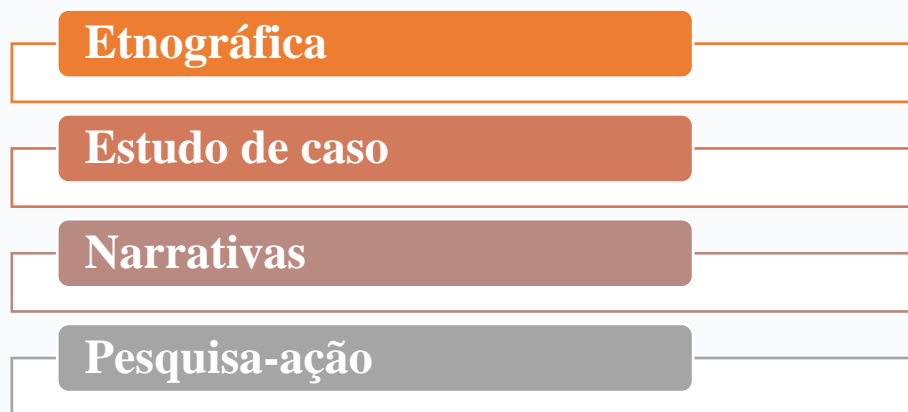 Etnográfica
Estudo de caso
Narrativas
Pesquisa-ação